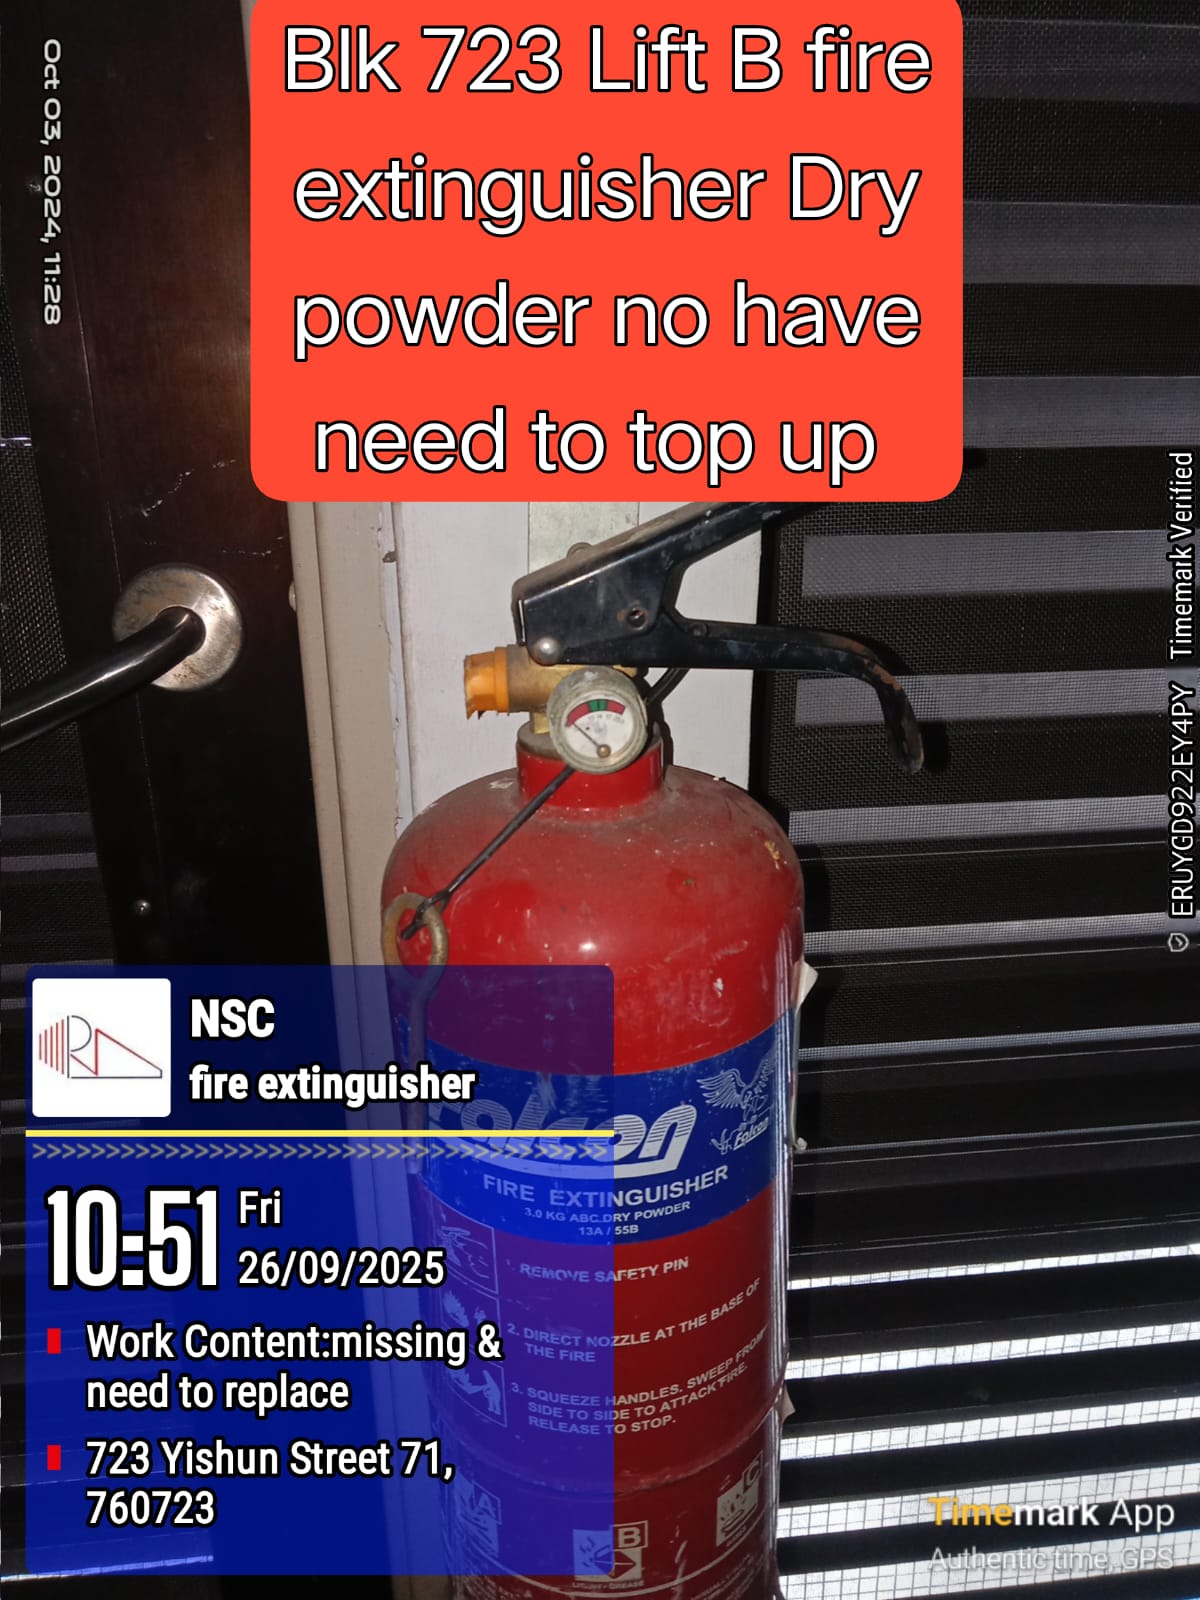 Oct 03, 2024, 11:28
Blk 723 Lift B fire
extinguisher Dry
powder no have
need to top up
NSC
fire extinguisher
10:51
Fri
26/09/2025
Work Content:missing &
need to replace
723 Yishun Street 71,
760723
Falcon
Falcon
FIRE EXTINGUISHER
3.0 KG ABC DRY POWDER
13A / 55B
1. REMOVE SAFETY PIN
2. DIRECT NOZZLE AT THE BASE OF
THE FIRE
3. SQUEEZE HANDLES. SWEEP FROM
SIDE TO SIDE TO ATTACK FIRE.
RELEASE TO STOP.
A
B
C
ERUYGD922EY4PY Timemark Verified
Timemark App
Authentic time, GPS